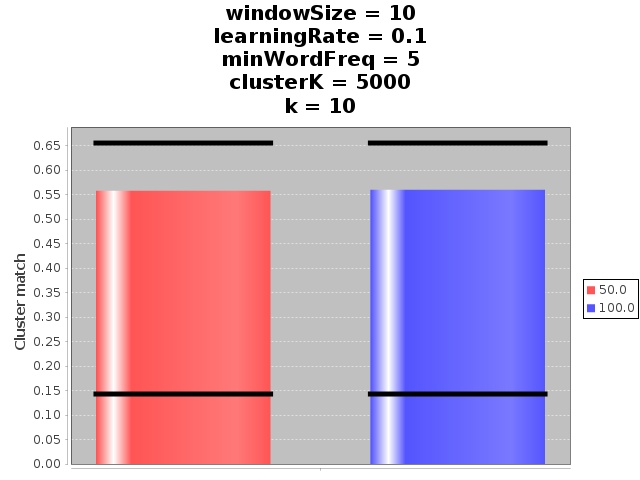 windowSize = 10
learningRate = 0.1
minWordFreq = 5
clusterK = 5000
k = 10
0.65
0.60
0.55
0.50
0.45
0.40
0.35
0.30
0.25
0.20
0.15
0.10
0.05
0.00
Cluster match
50.0
100.0